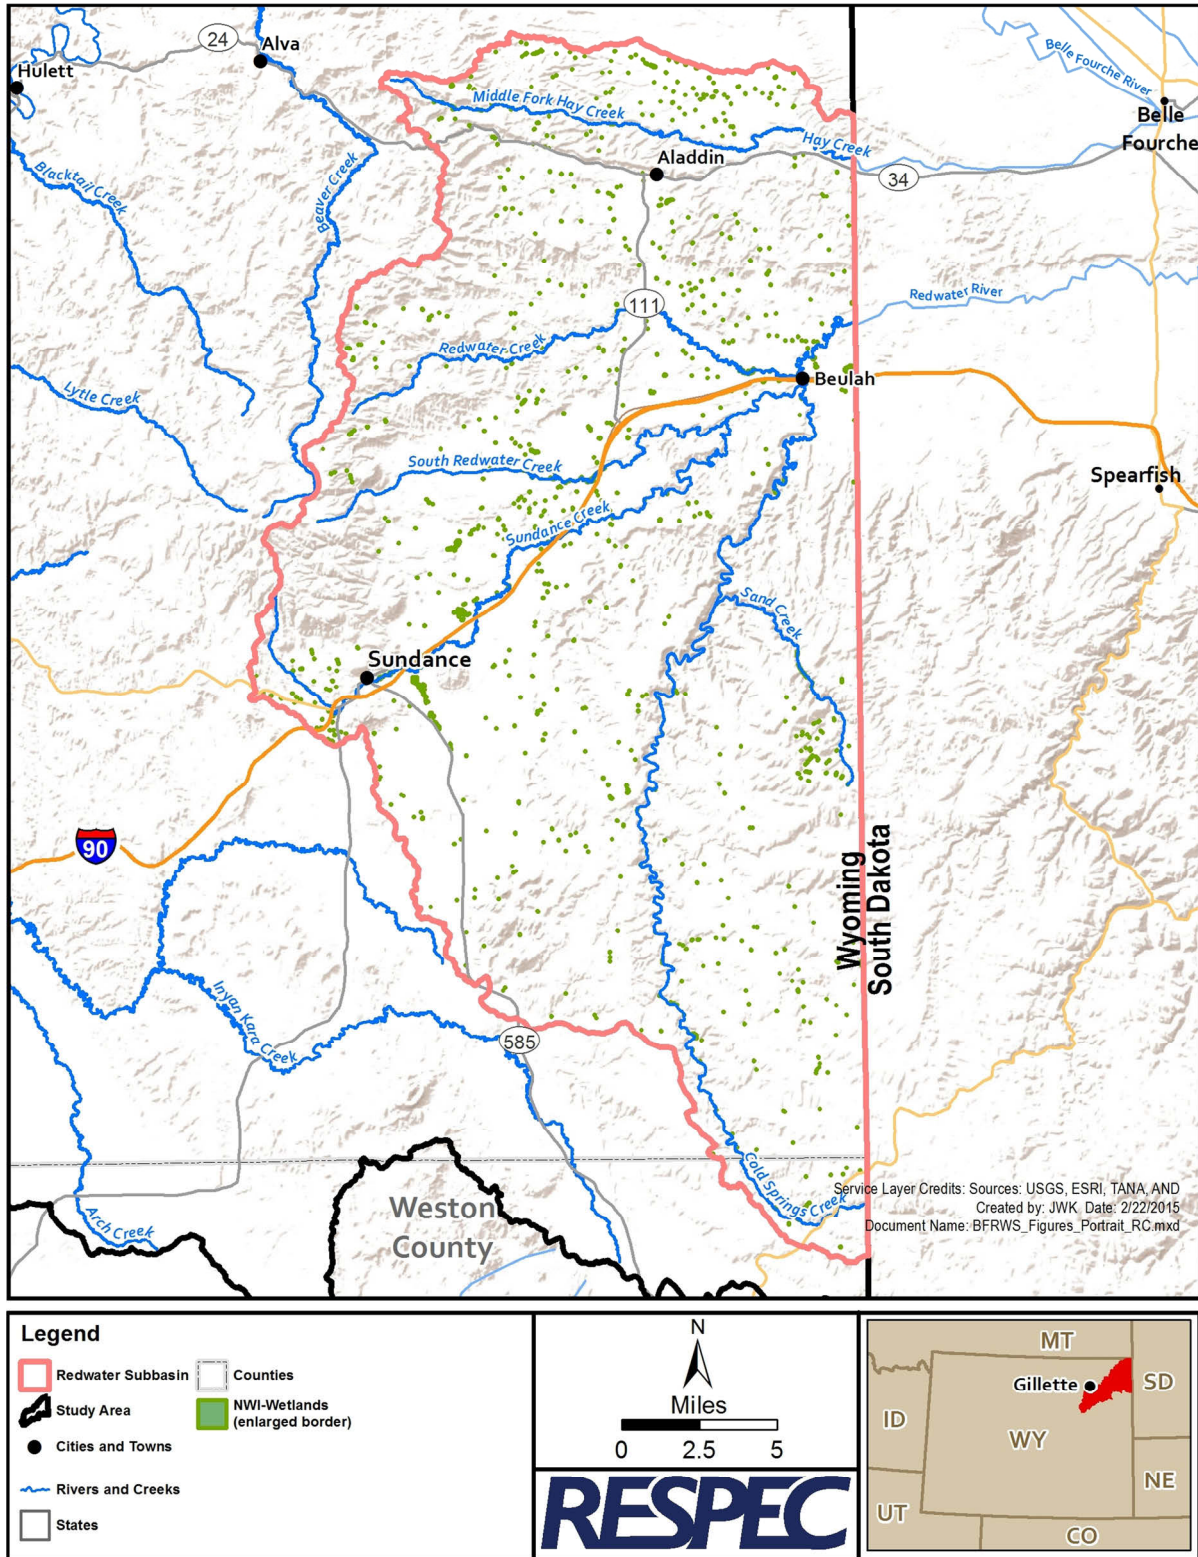 24
Alva
Hulett
Belle Fourche River
Belle
Fourche
Middle Fork Hay Creek
Hay Creek
Aladdin
34
Blacktail Creek
Beaver Creek
Redwater River
111
Redwater Creek
Beulah
Lytle Creek
South Redwater Creek
Spearfish
Sundance Creek
Sand Creek
Sundance
90
Wyoming
South Dakota
Inyan Kara Creek
585
Cold Springs Creek
Arch Creek
Weston
County
Service Layer Credits: Sources: USGS, ESRI, TANA, AND
Created by: JWK Date: 2/22/2015
Document Name: BFRWS_Figures_Portrait_RC.mxd
Legend
Redwater Subbasin
Counties
Study Area
NWI-Wetlands
(enlarged border)
Cities and Towns
Rivers and Creeks
States
N
Miles
0 2.5 5
RESPEC
MT
Gillette
SD
ID
WY
NE
UT
CO